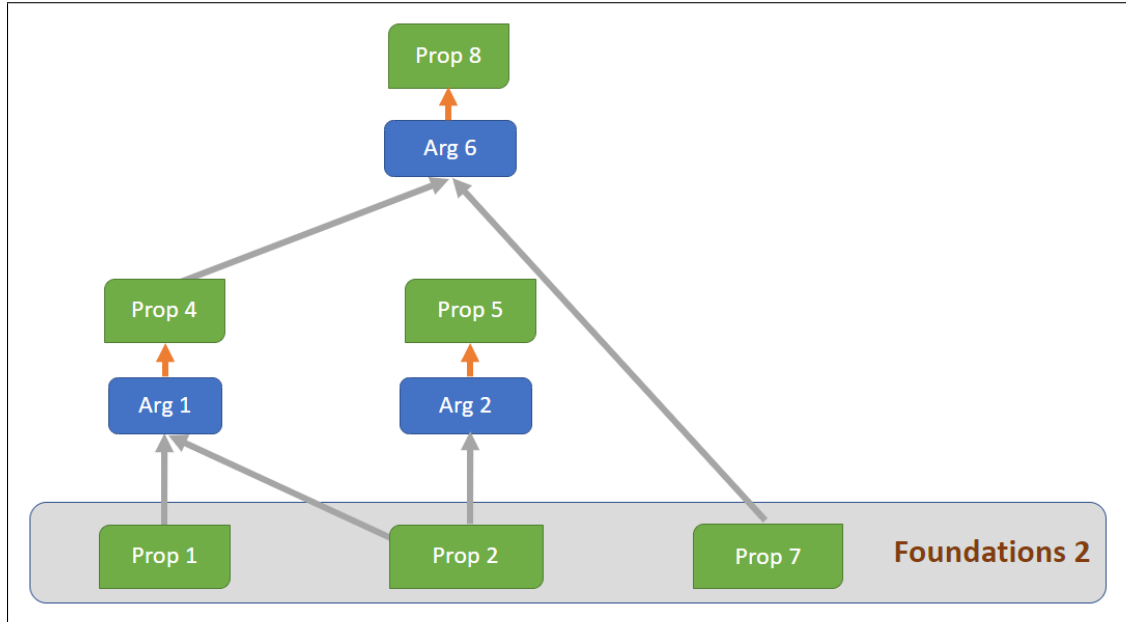 Prop 8
Arg 6
Prop 4
Prop 5
Arg 1
Arg 2
Prop 1
Prop 2
Prop 7
Foundations 2